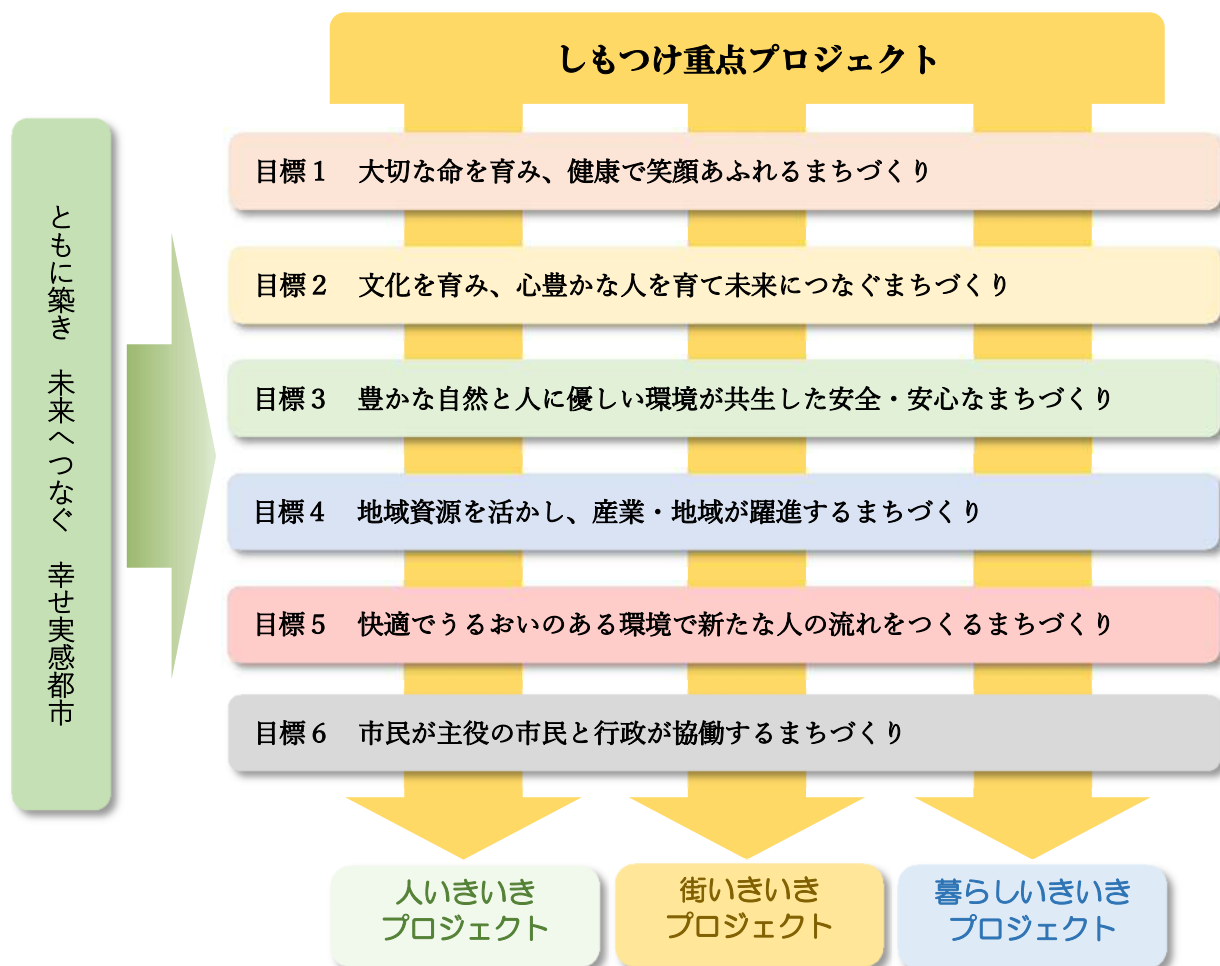 しもつけ重点プロジェクト
ともに築き　未来へつなぐ　幸せ実感都市
目標１　大切な命を育み、健康で笑顔あふれるまちづくり
目標２　文化を育み、心豊かな人を育て未来につなぐまちづくり
目標３　豊かな自然と人に優しい環境が共生した安全・安心なまちづくり
目標４　地域資源を活かし、産業・地域が躍進するまちづくり
目標５　快適でうるおいのある環境で新たな人の流れをつくるまちづくり
目標６　市民が主役の市民と行政が協働するまちづくり
人いきいき
プロジェクト
街いきいき
プロジェクト
暮らしいきいき
プロジェクト